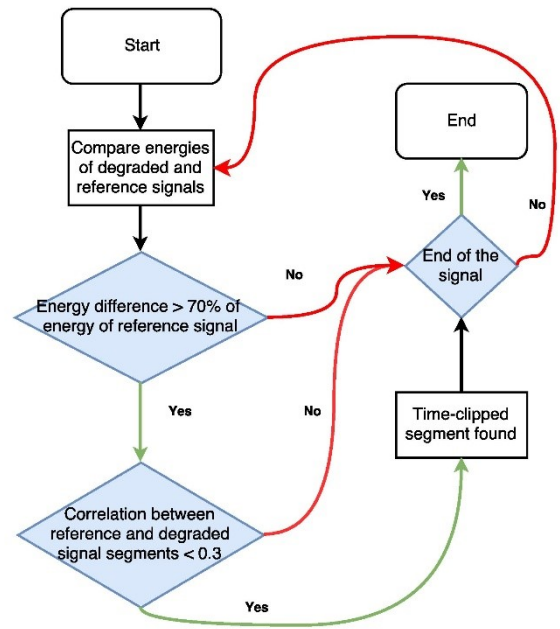 Start
Compare energies
of degraded and
reference signals
Energy difference > 70% of
energy of reference signal
No
Yes
Correlation between
reference and degraded
signal segments < 0.3
No
Yes
Time-clipped
segment found
End of the
signal
No
Yes
End